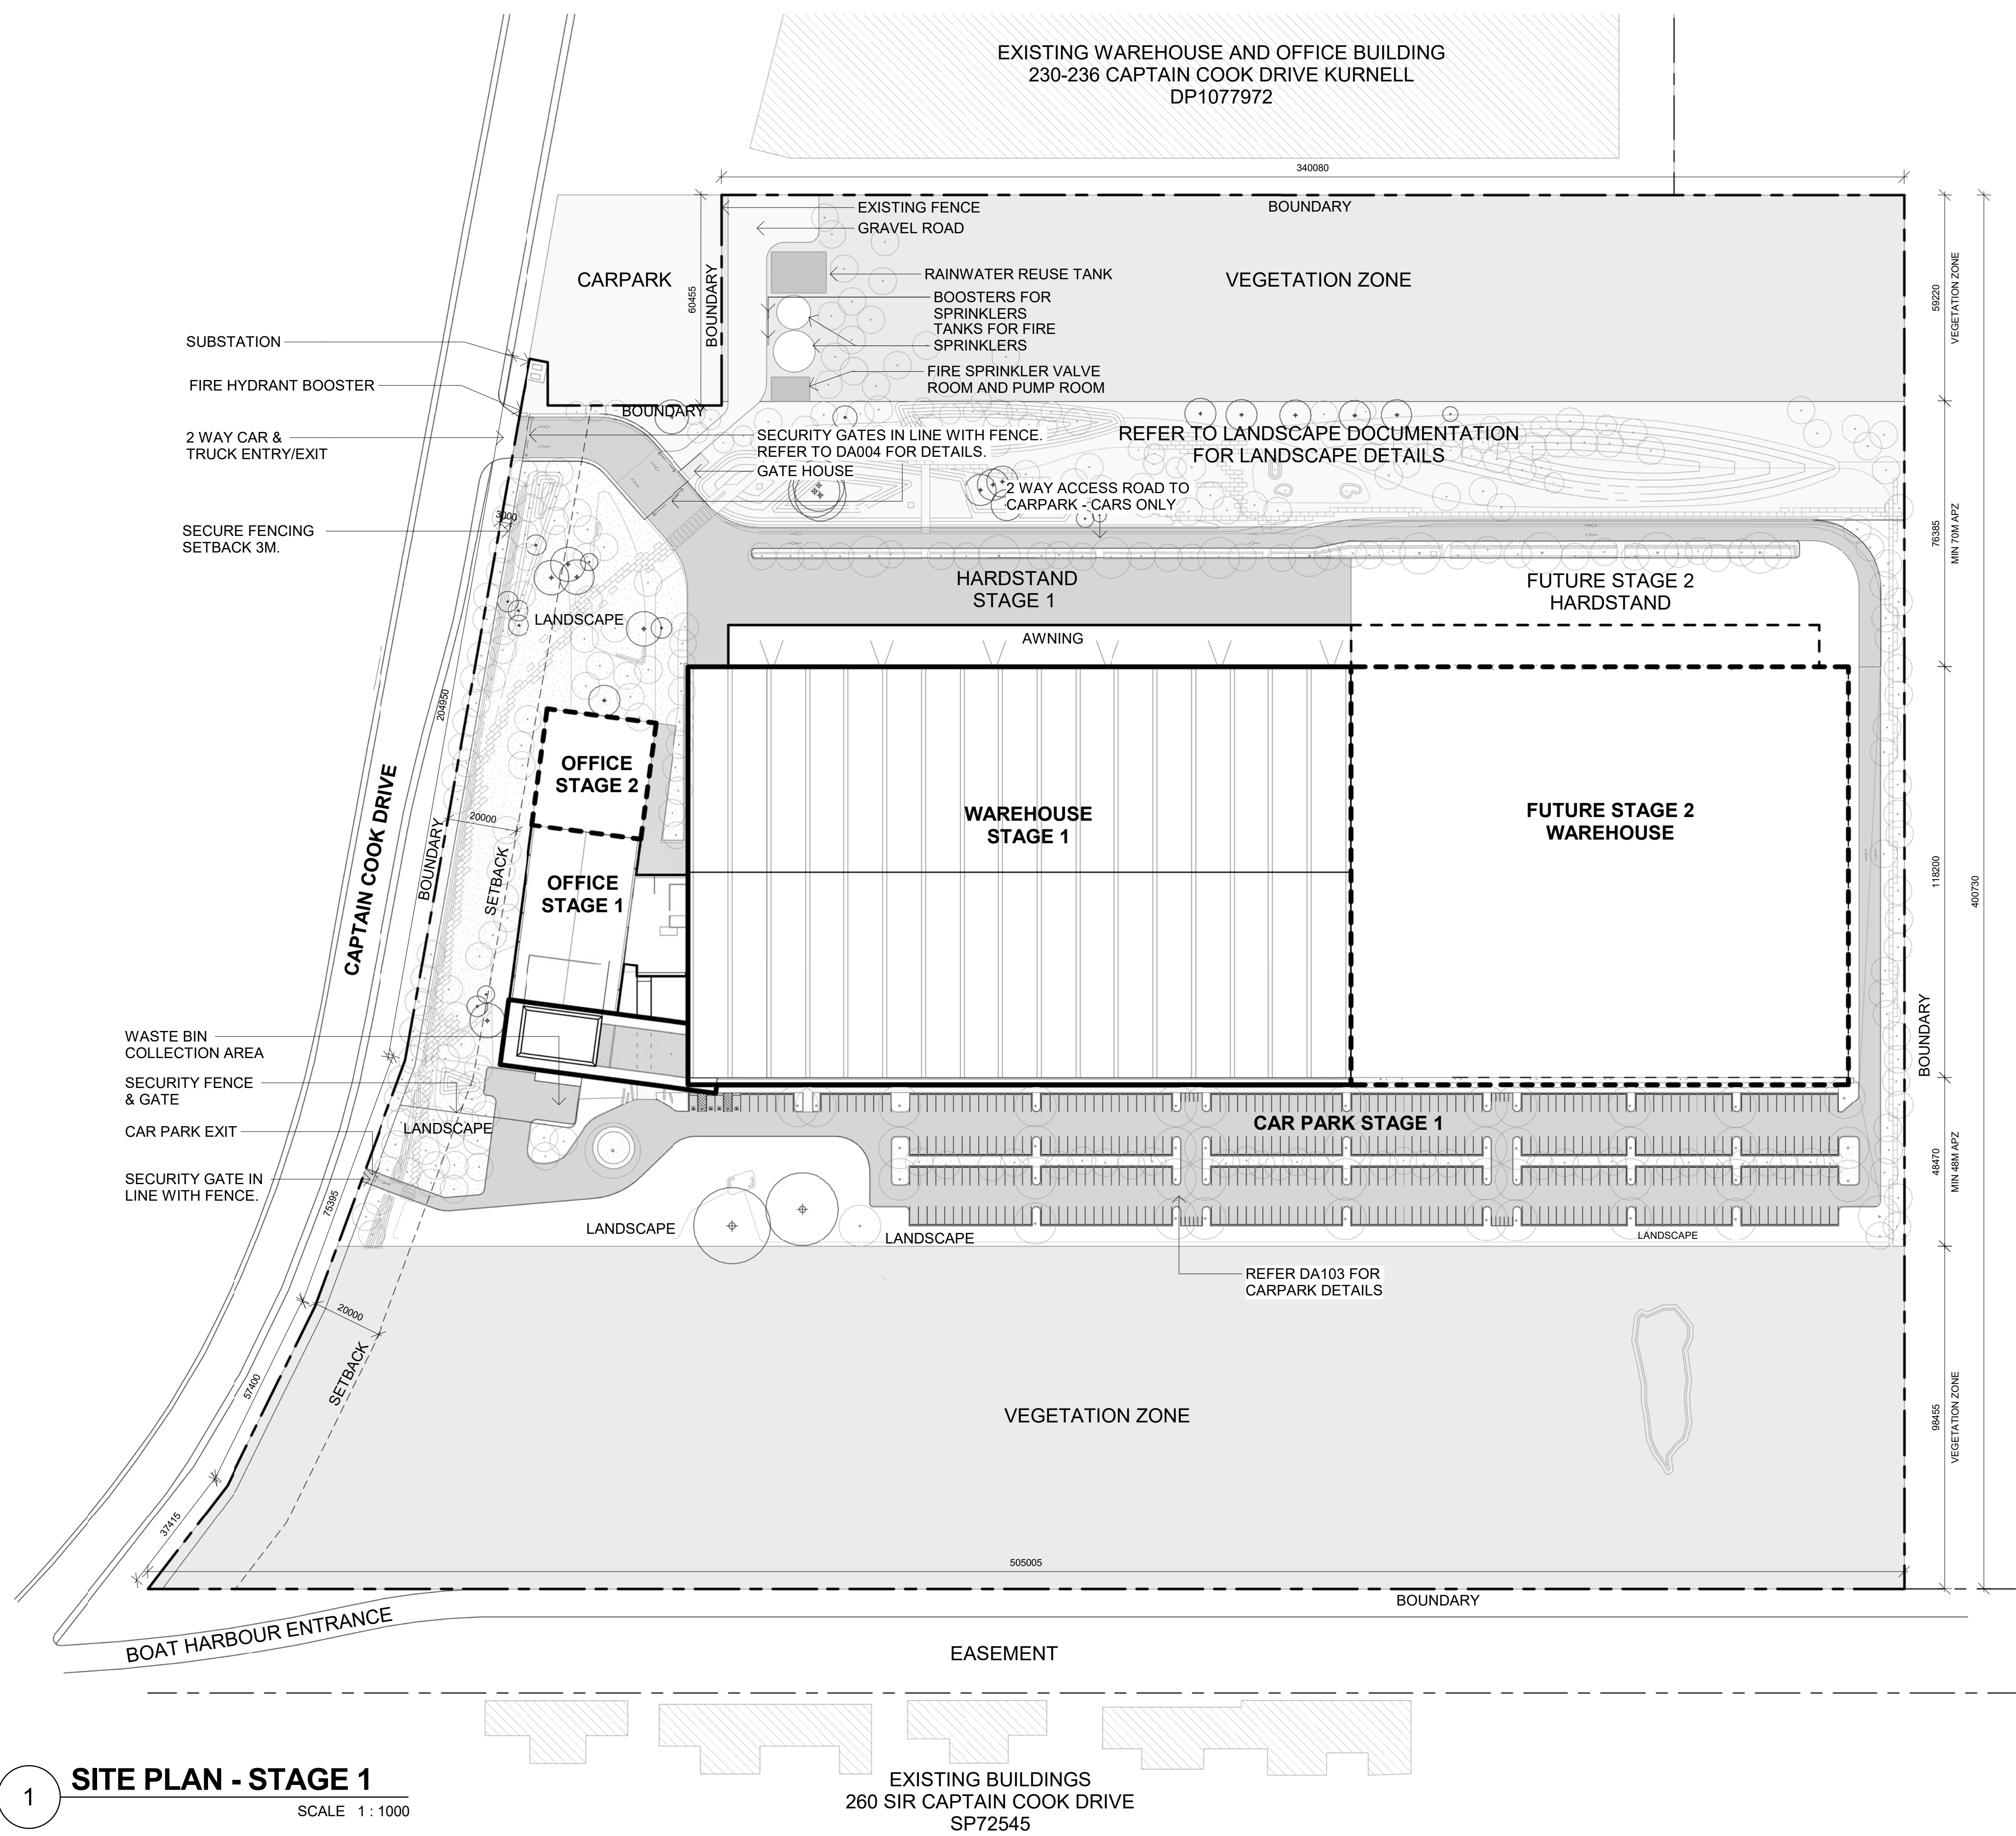 EXISTING WAREHOUSE AND OFFICE BUILDING
230-236 CAPTAIN COOK DRIVE KURNELL
DP1077972
340080
EXISTING FENCE
BOUNDARY
GRAVEL ROAD
CARPARK
60455
BOUNDARY
RAINWATER REUSE TANK
VEGETATION ZONE
59220
VEGETATION ZONE
BOOSTERS FOR
SPRINKLERS
TANKS FOR FIRE
SPRINKLERS
SUBSTATION
FIRE SPRINKLER VALVE
ROOM AND PUMP ROOM
FIRE HYDRANT BOOSTER
BOUNDARY
2 WAY CAR &
TRUCK ENTRY/EXIT
SECURITY GATES IN LINE WITH FENCE.
REFER TO DA004 FOR DETAILS.
GATE HOUSE
REFER TO LANDSCAPE DOCUMENTATION
FOR LANDSCAPE DETAILS
2 WAY ACCESS ROAD TO
CARPARK - CARS ONLY
3000
SECURE FENCING
SETBACK 3M.
76385
MIN 70M APZ
HARDSTAND
STAGE 1
FUTURE STAGE 2
HARDSTAND
LANDSCAPE
AWNING
204950
OFFICE
STAGE 2
CAPTAIN COOK DRIVE
20000
BOUNDARY
SETBACK
WAREHOUSE
STAGE 1
FUTURE STAGE 2
WAREHOUSE
OFFICE
STAGE 1
118200
400730
BOUNDARY
WASTE BIN
COLLECTION AREA
SECURITY FENCE
& GATE
LANDSCAPE
CAR PARK EXIT
CAR PARK STAGE 1
SECURITY GATE IN
LINE WITH FENCE.
48470
MIN 48M APZ
75395
LANDSCAPE
LANDSCAPE
LANDSCAPE
REFER DA103 FOR
CARPARK DETAILS
20000
SETBACK
57400
VEGETATION ZONE
98455
VEGETATION ZONE
37415
505005
BOUNDARY
BOAT HARBOUR ENTRANCE
EASEMENT
1
SITE PLAN - STAGE 1
SCALE 1 : 1000
EXISTING BUILDINGS
260 SIR CAPTAIN COOK DRIVE
SP72545